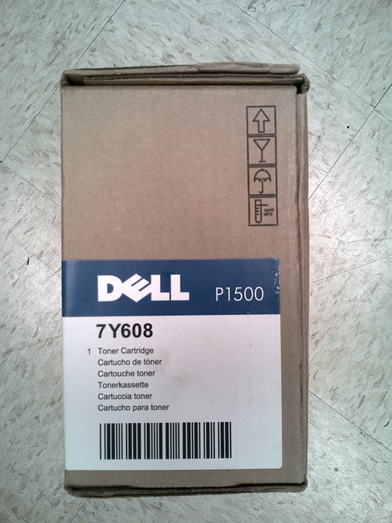 DELL P1500
7Y608
1 Toner Cartridge
Cartucho de tóner
Cartouche toner
Tonerkassette
Cartuccia toner
Cartucho para toner